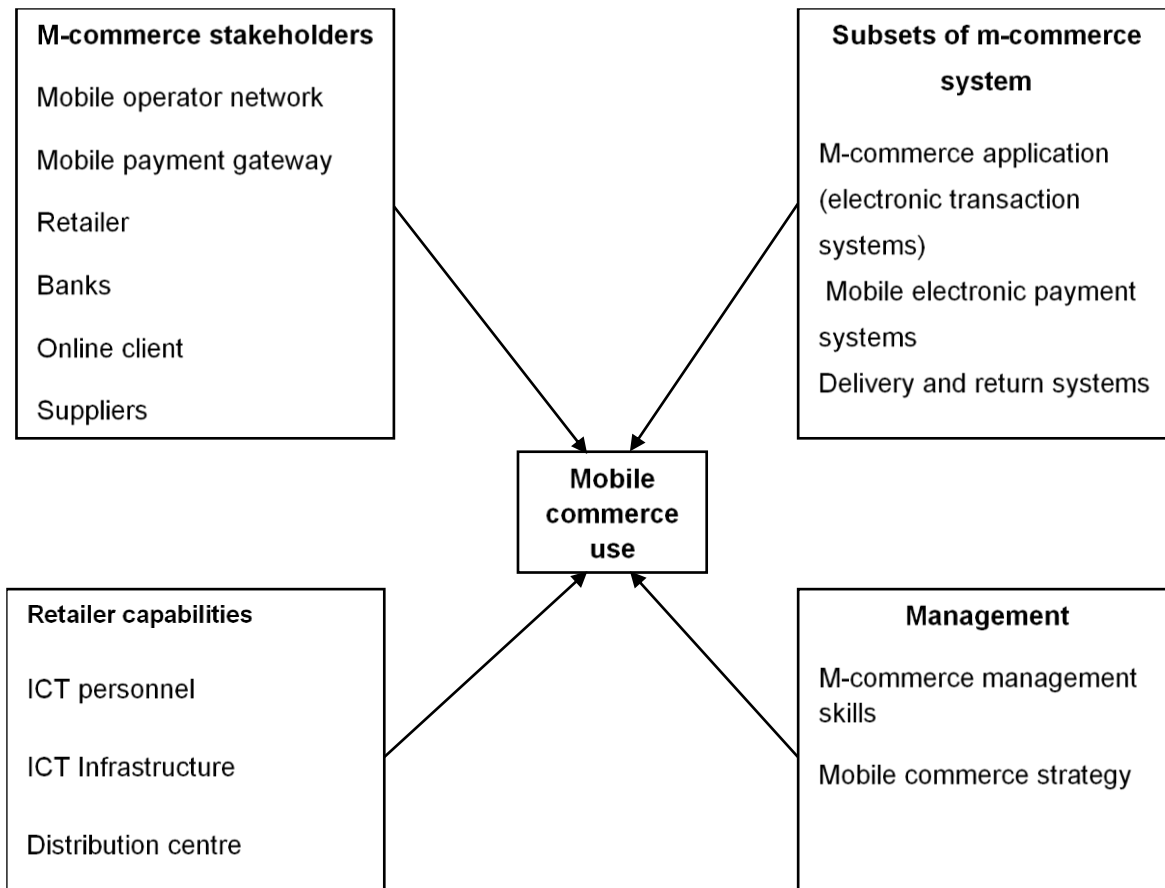 M-commerce stakeholders
Mobile operator network
Mobile payment gateway
Retailer
Banks
Online client
Suppliers
Subsets of m-commerce
system
M-commerce application
(electronic transaction
systems)
Mobile electronic payment
systems
Delivery and return systems
Mobile
commerce
use
Retailer capabilities
ICT personnel
ICT Infrastructure
Distribution centre
Management
M-commerce management
skills
Mobile commerce strategy